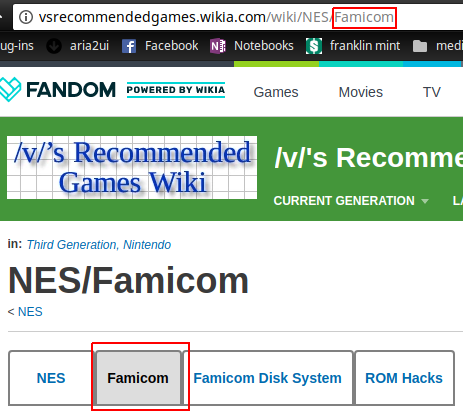 vsrecommendedgames.wikia.com/wiki/NES/Famicom
ug-ins aria2ui Facebook Notebooks franklin mint medi
FANDOM POWERED BY WIKIA Games Movies TV
/v/'s Recommended
Games Wiki
/v/'s Recomme
CURRENT GENERATION LA
in: Third Generation, Nintendo
NES/Famicom
< NES
NES Famicom Famicom Disk System ROM Hacks